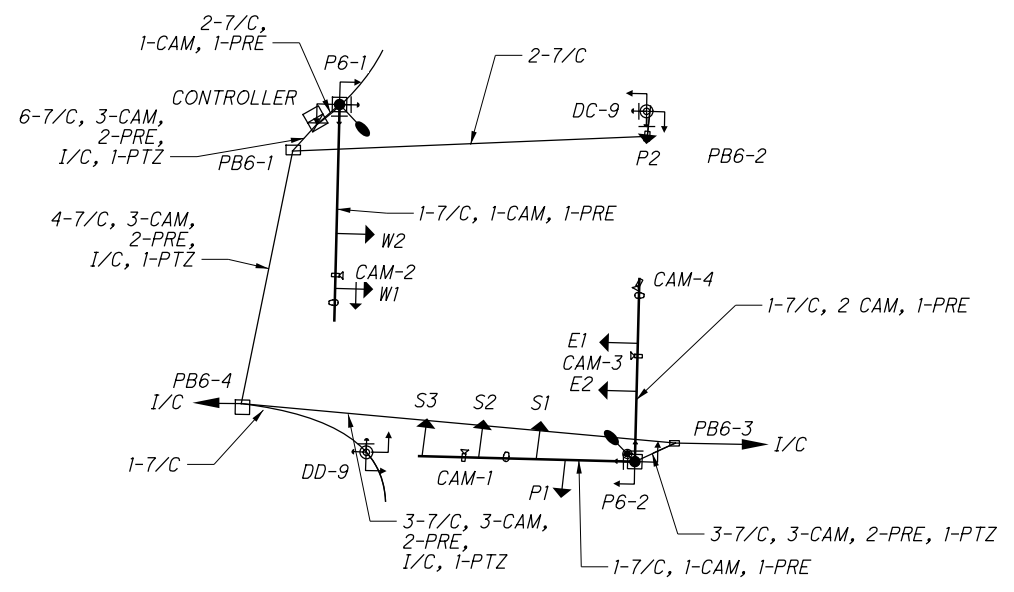 2-7/C,
1-CAM, 1-PRE
P6-1
2-7/C
CONTROLLER
DC-9
6-7/C, 3-CAM,
2-PRE,
I/C, 1-PTZ
PB6-1
P2
PB6-2
4-7/C, 3-CAM,
2-PRE,
I/C, 1-PTZ
1-7/C, 1-CAM, 1-PRE
W2
CAM-2
W1
CAM-4
1-7/C, 2 CAM, 1-PRE
E1
CAM-3
E2
PB6-4
I/C
S3
S2
S1
PB6-3
I/C
1-7/C
DD-9
CAM-1
P1
P6-2
3-7/C, 3-CAM,
2-PRE,
I/C, 1-PTZ
3-7/C, 3-CAM, 2-PRE, 1-PTZ
1-7/C, 1-CAM, 1-PRE